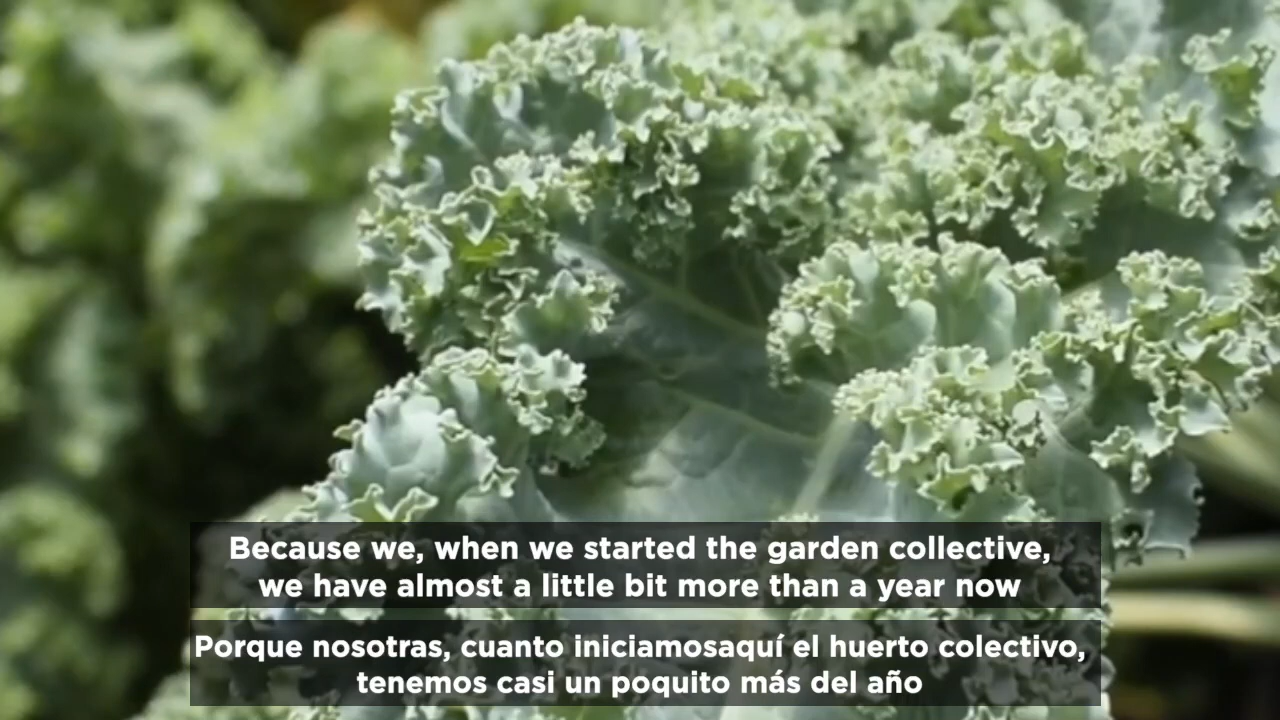 Because we, when we started the garden collective,
we have almost a little bit more than a year now
Porque nosotras, cuanto iniciamosaquí el huerto colectivo,
tenemos casi un poquito más del año